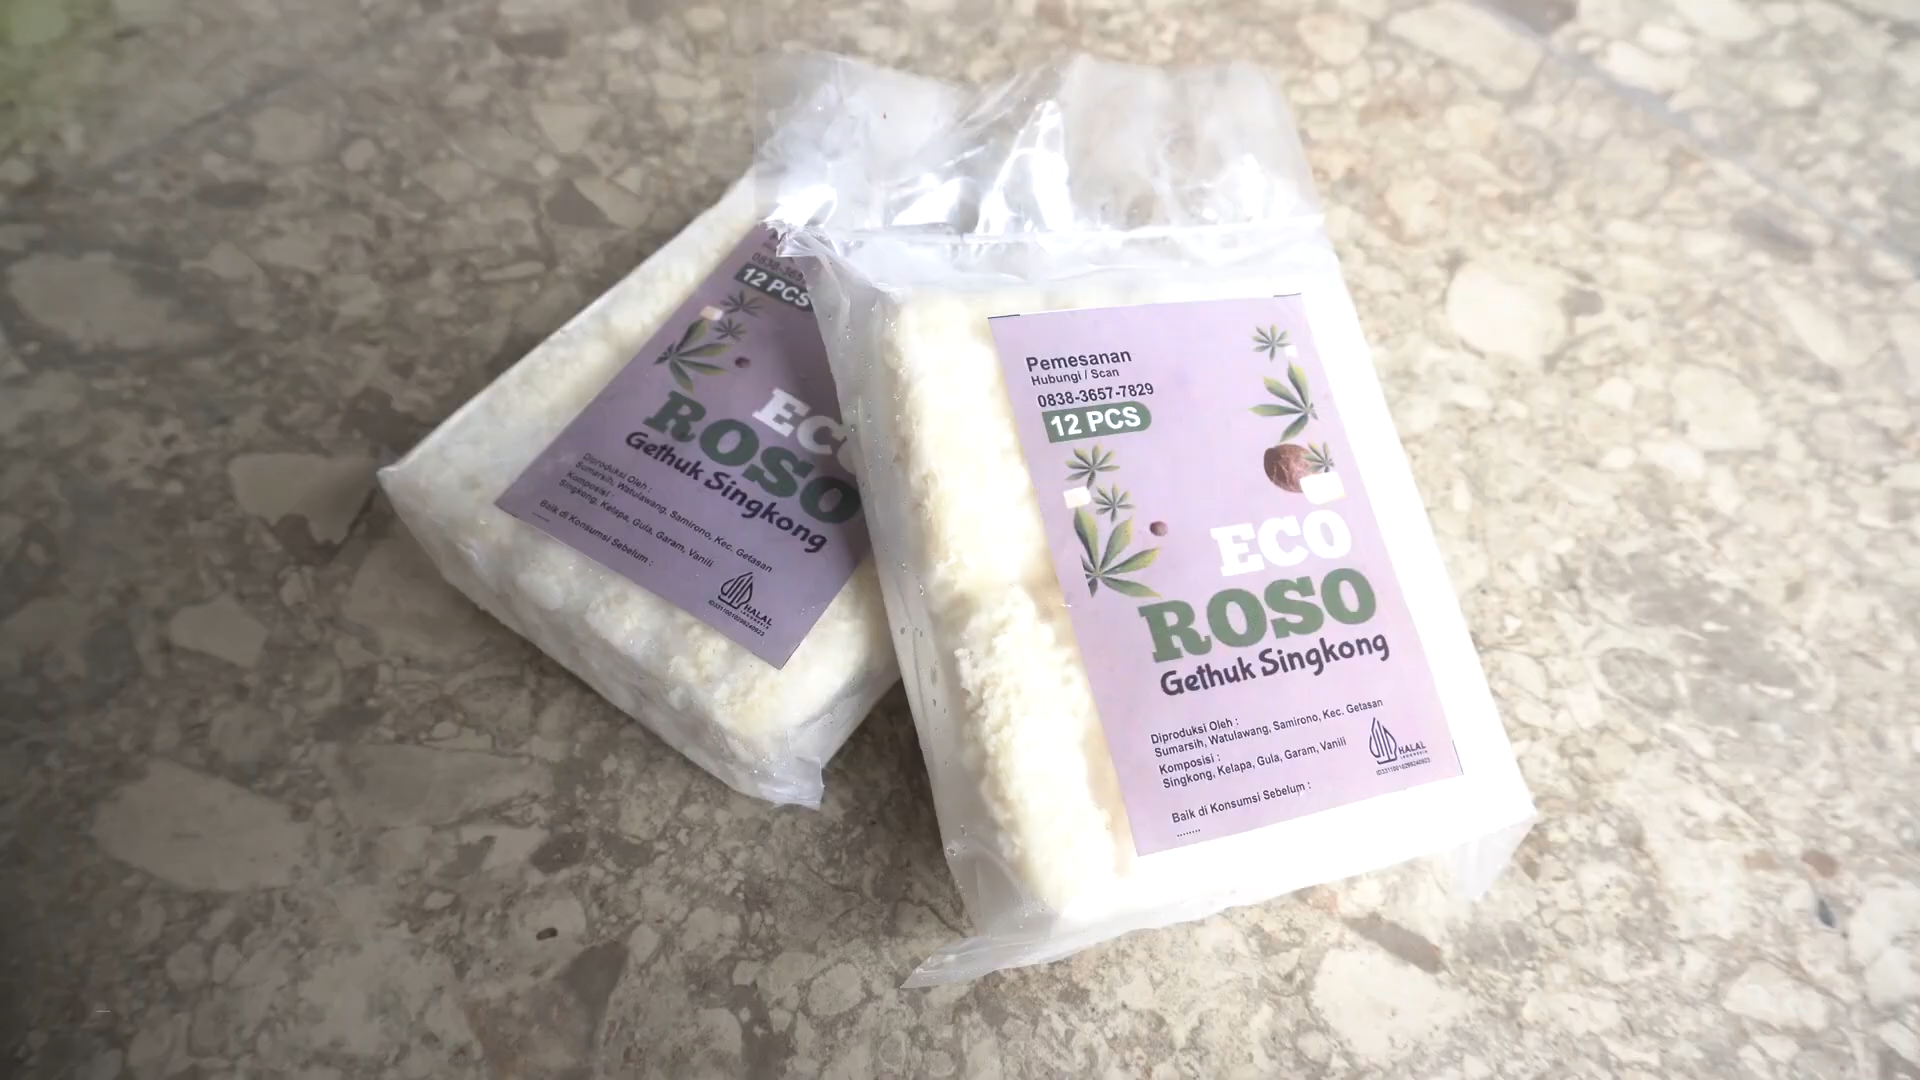 Pemesanan
Hubungi / Scan
0838-3657-7829
12 PCS
ECO
ROSO
Gethuk Singkong
Diproduksi Oleh :
Sumarsih, Watulawang, Samirono, Kec. Getasan
Komposisi :
Singkong, Kelapa, Gula, Garam, Vanili
HALAL
INDONESIA
Baik di Konsumsi Sebelum :
........
12 PCS
ECO
ROSO
Gethuk Singkong
Diproduksi Oleh :
Sumarsih, Watulawang, Samirono, Kec. Getasan
Komposisi :
Singkong, Kelapa, Gula, Garam, Vanili
Baik di Konsumsi Sebelum :
........
HALAL
INDONESIA